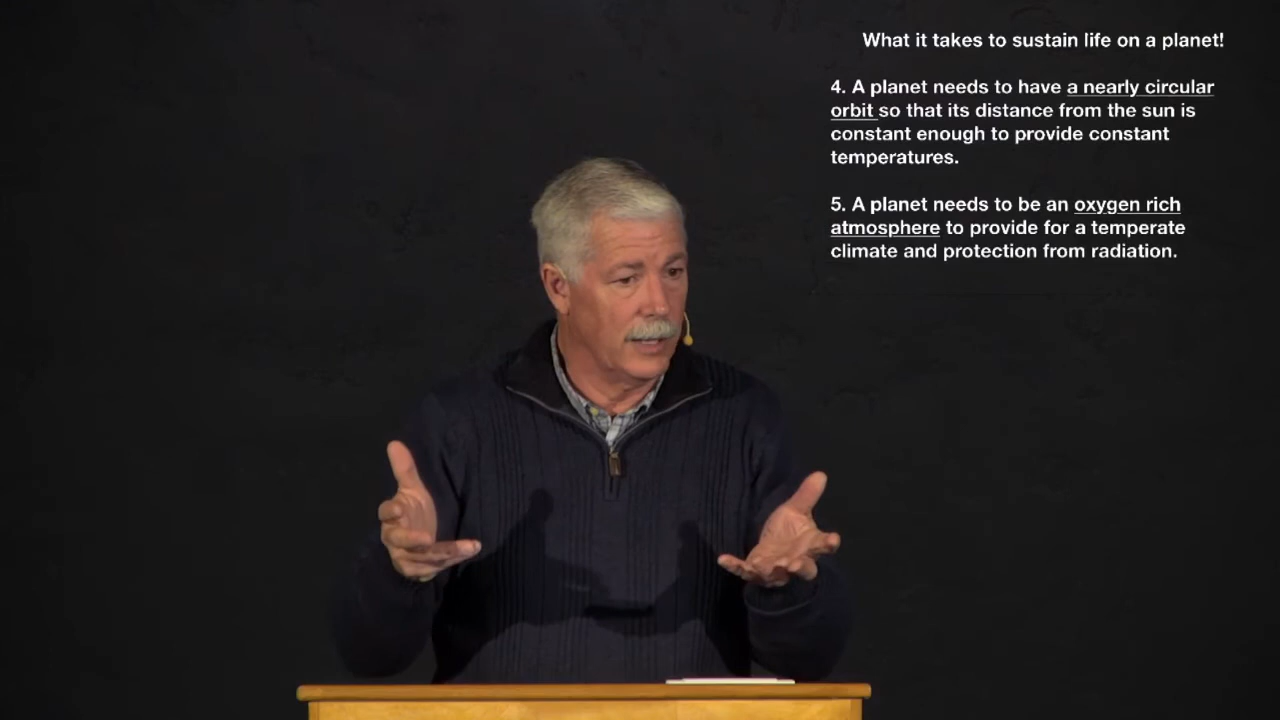 What it takes to sustain life on a planet!
4. A planet needs to have a nearly circular
orbit so that its distance from the sun is
constant enough to provide constant
temperatures.
5. A planet needs to be an oxygen rich
atmosphere to provide for a temperate
climate and protection from radiation.